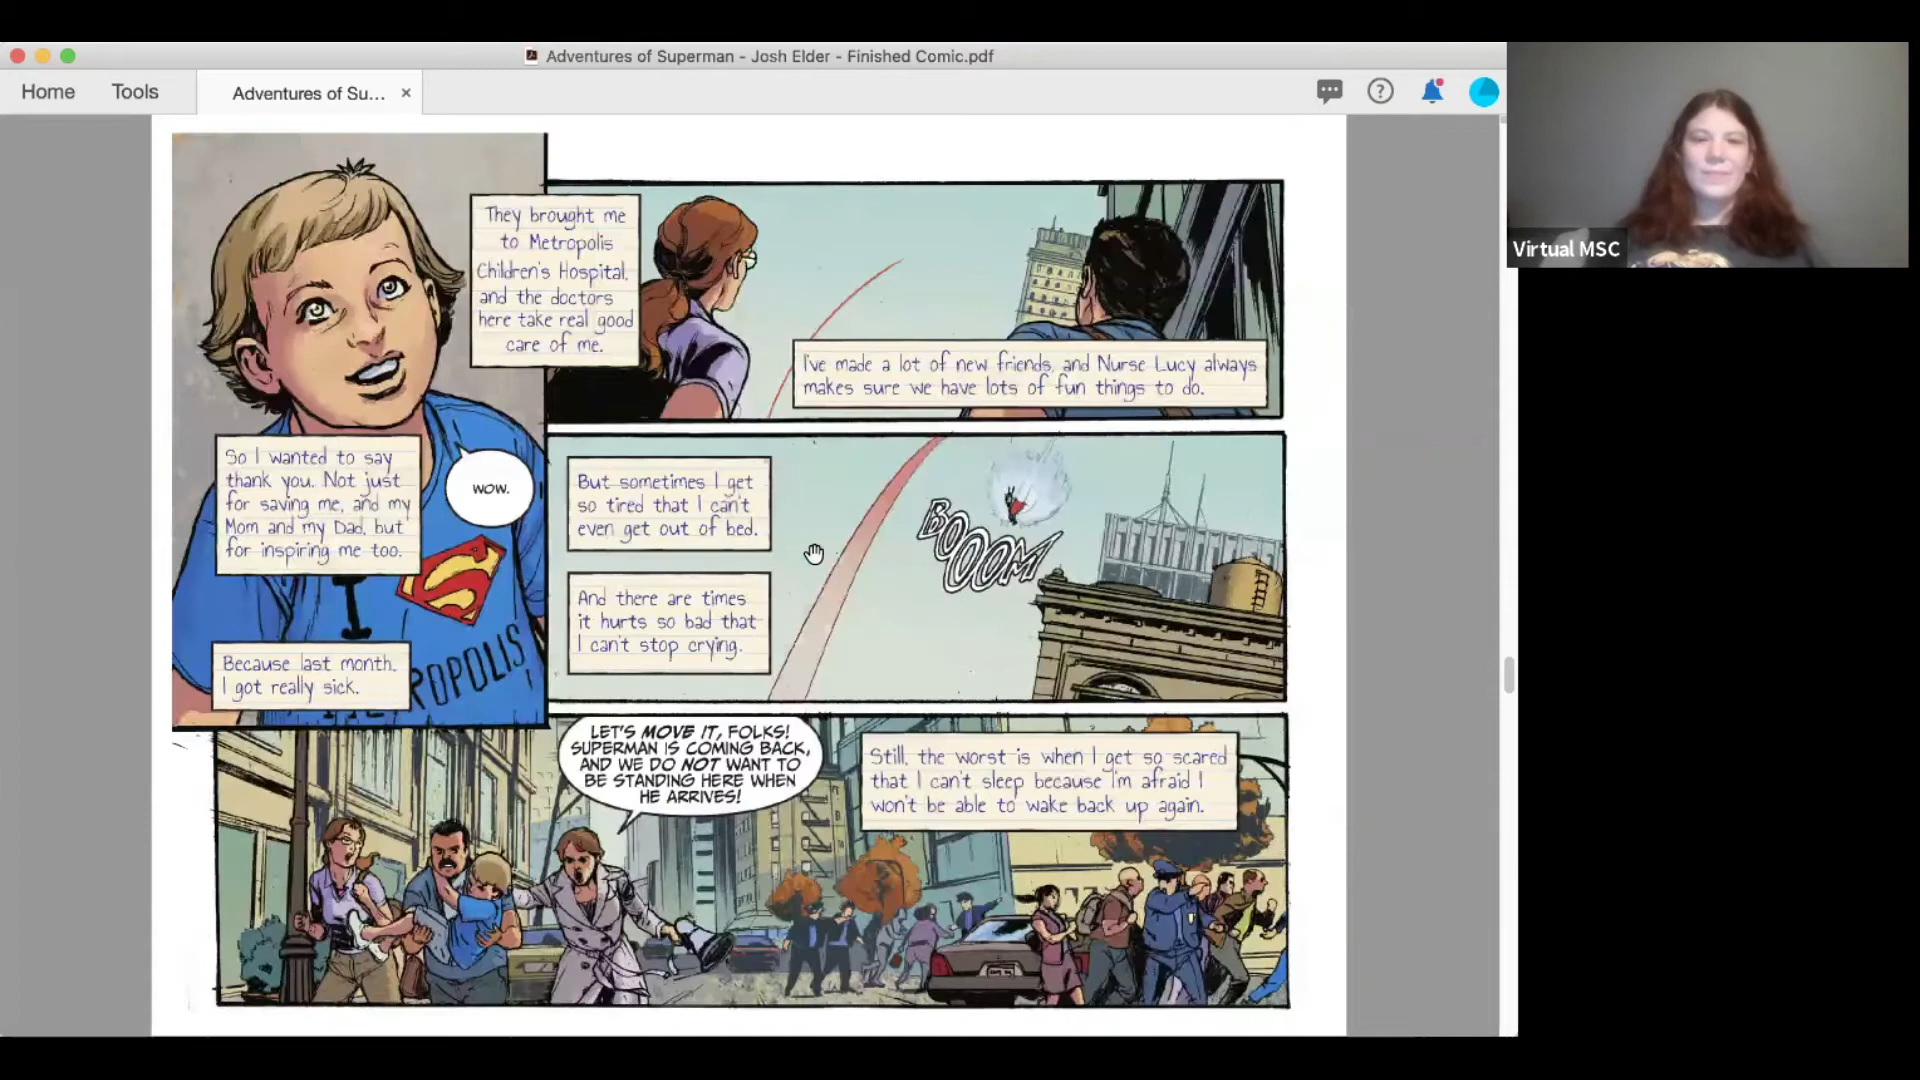 Adventures of Superman - Josh Elder - Finished Comic.pdf
Home
Tools
Adventures of Su...
Virtual MSC
So I wanted to say
thank you. Not just
for saving me, and my
Mom and my Dad, but
for inspiring me too.
WOW.
I
ROPOLIS
Because last month,
I got really sick.
They brought me
to Metropolis
Children's Hospital,
and the doctors
here take real good
care of me.
I've made a lot of new friends, and Nurse Lucy always
makes sure we have lots of fun things to do.
But sometimes I get
so tired that I can't
even get out of bed.
And there are times
it hurts so bad that
I can't stop crying.
BOOOM
LET'S MOVE IT, FOLKS!
SUPERMAN IS COMING BACK,
AND WE DO NOT WANT TO
BE STANDING HERE WHEN
HE ARRIVES!
Still, the worst is when I get so scared
that I can't sleep because I'm afraid I
won't be able to wake back up again.